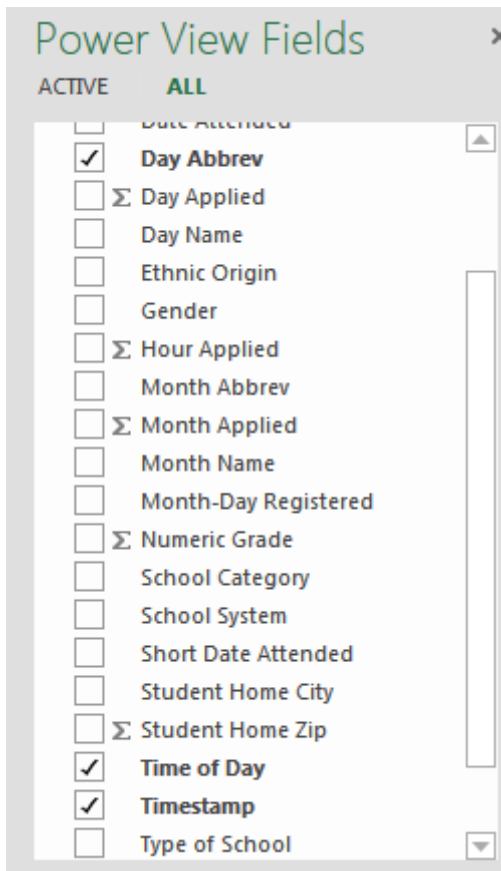 Power View Fields
ACTIVE ALL
Date Attended
Day Abbrev
Σ Day Applied
Day Name
Ethnic Origin
Gender
Σ Hour Applied
Month Abbrev
Σ Month Applied
Month Name
Month-Day Registered
Σ Numeric Grade
School Category
School System
Short Date Attended
Student Home City
Σ Student Home Zip
Time of Day
Timestamp
Type of School